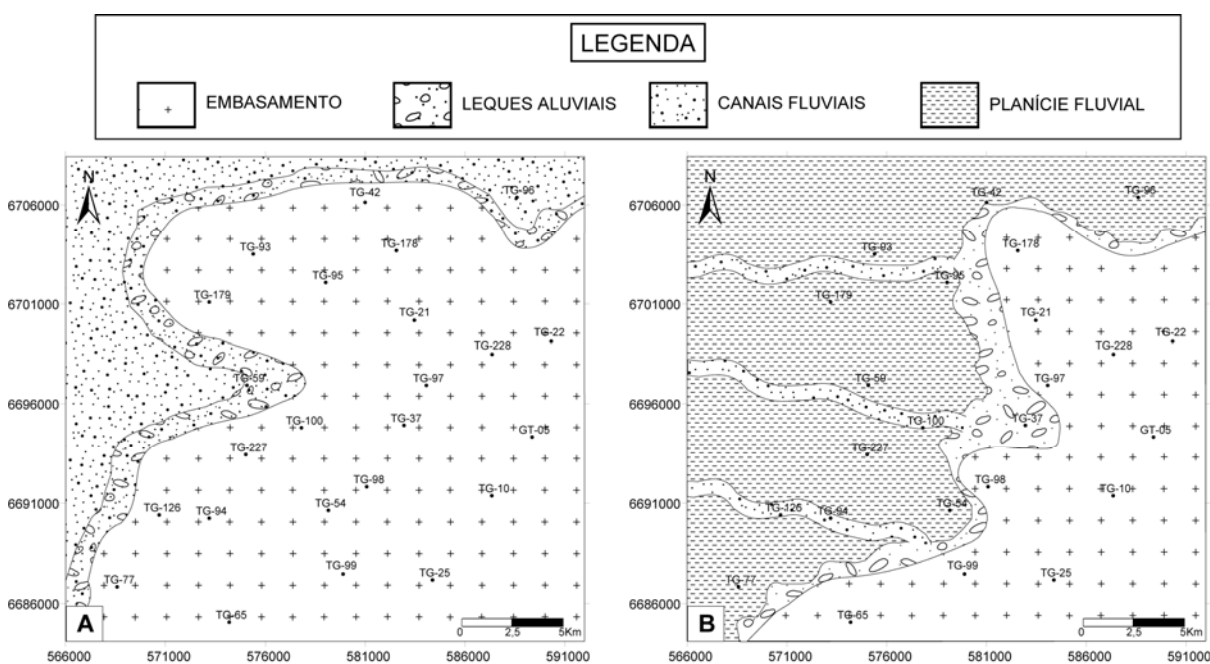 LEGENDA
EMBASAMENTO
LEQUES ALUVIAIS
CANAIS FLUVIAIS
PLANÍCIE FLUVIAL
N
TG-42
TG-96
6706000
TG-93
TG-178
TG-95
TG-179
6701000
TG-21
TG-22
TG-228
TG-59
TG-97
6696000
TG-100
TG-37
GT-05
TG-227
TG-98
TG-10
6691000
TG-126
TG-94
TG-54
TG-99
TG-25
TG-77
6686000
TG-65
A
0 2,5 5Km
566000 571000 576000 581000 586000 591000
N
TG-42
TG-96
6706000
TG-93
TG-178
TG-95
TG-179
6701000
TG-21
TG-22
TG-228
TG-59
TG-97
6696000
TG-100
TG-37
GT-05
TG-227
TG-98
TG-10
6691000
TG-126
TG-94
TG-54
TG-99
TG-25
TG-77
6686000
TG-65
B
0 2,5 5Km
566000 571000 576000 581000 586000 591000